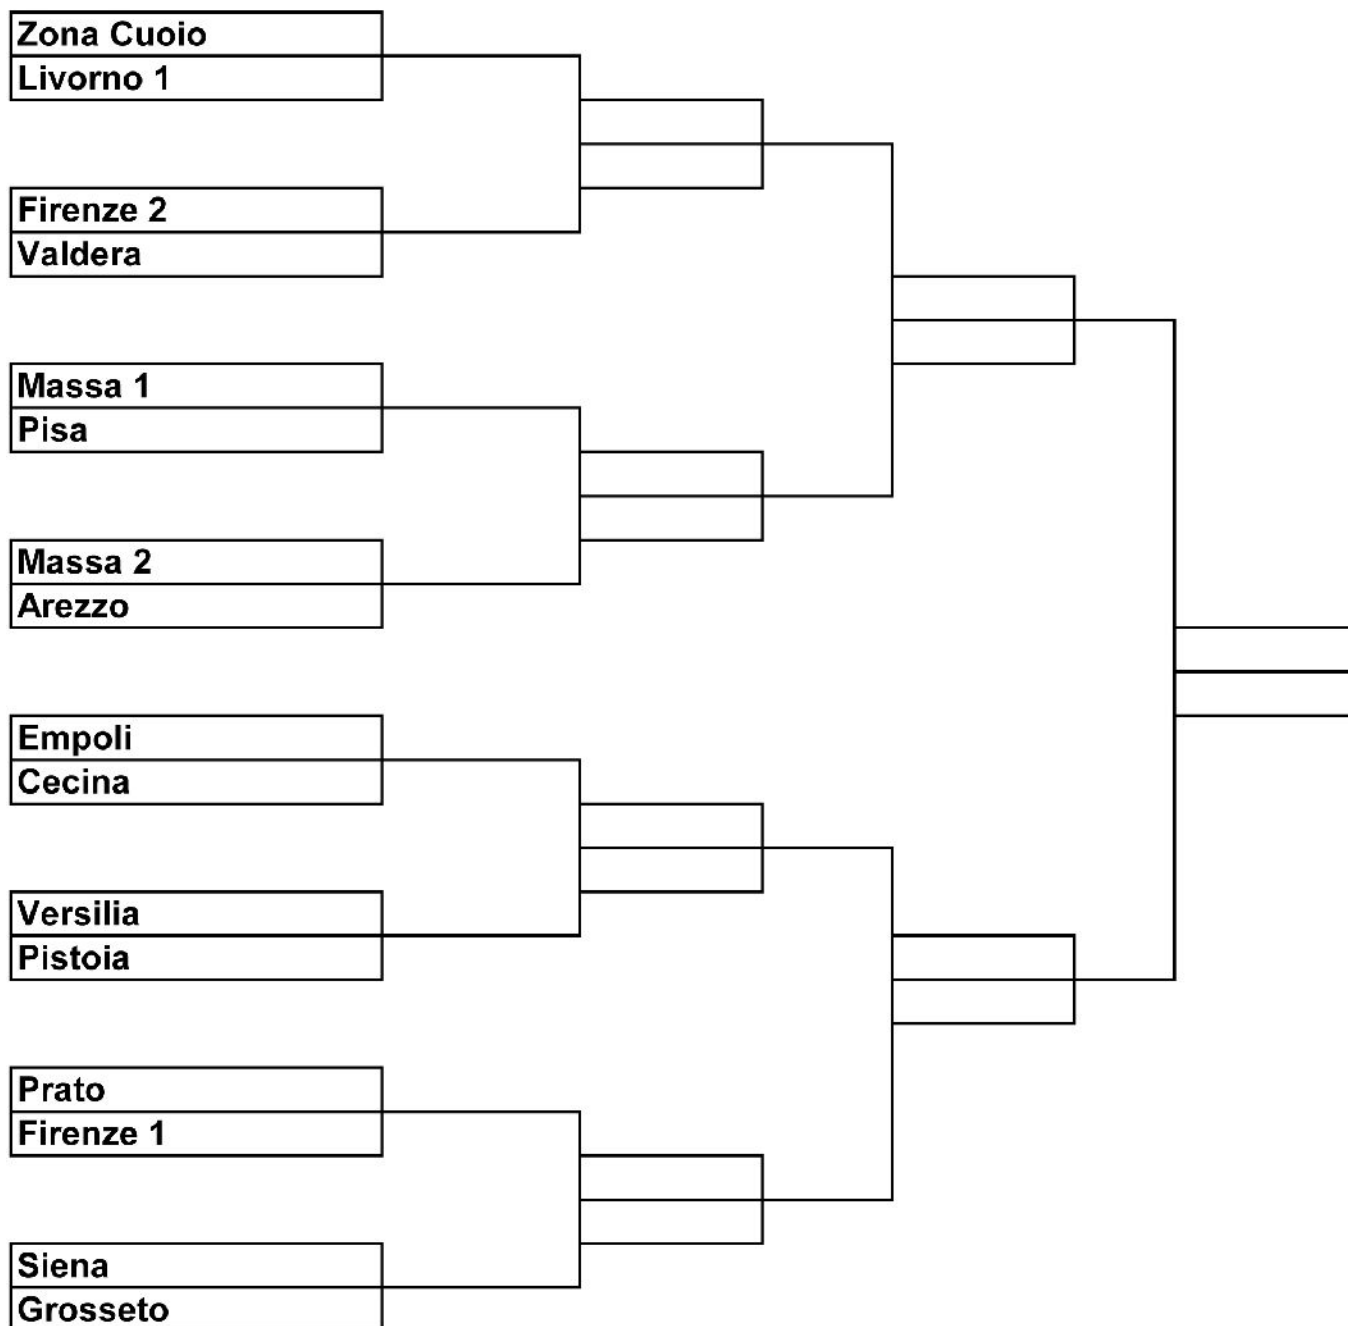 Zona Cuoio
Livorno 1
Firenze 2
Valdera
Massa 1
Pisa
Massa 2
Arezzo
Empoli
Cecina
Versilia
Pistoia
Prato
Firenze 1
Siena
Grosseto